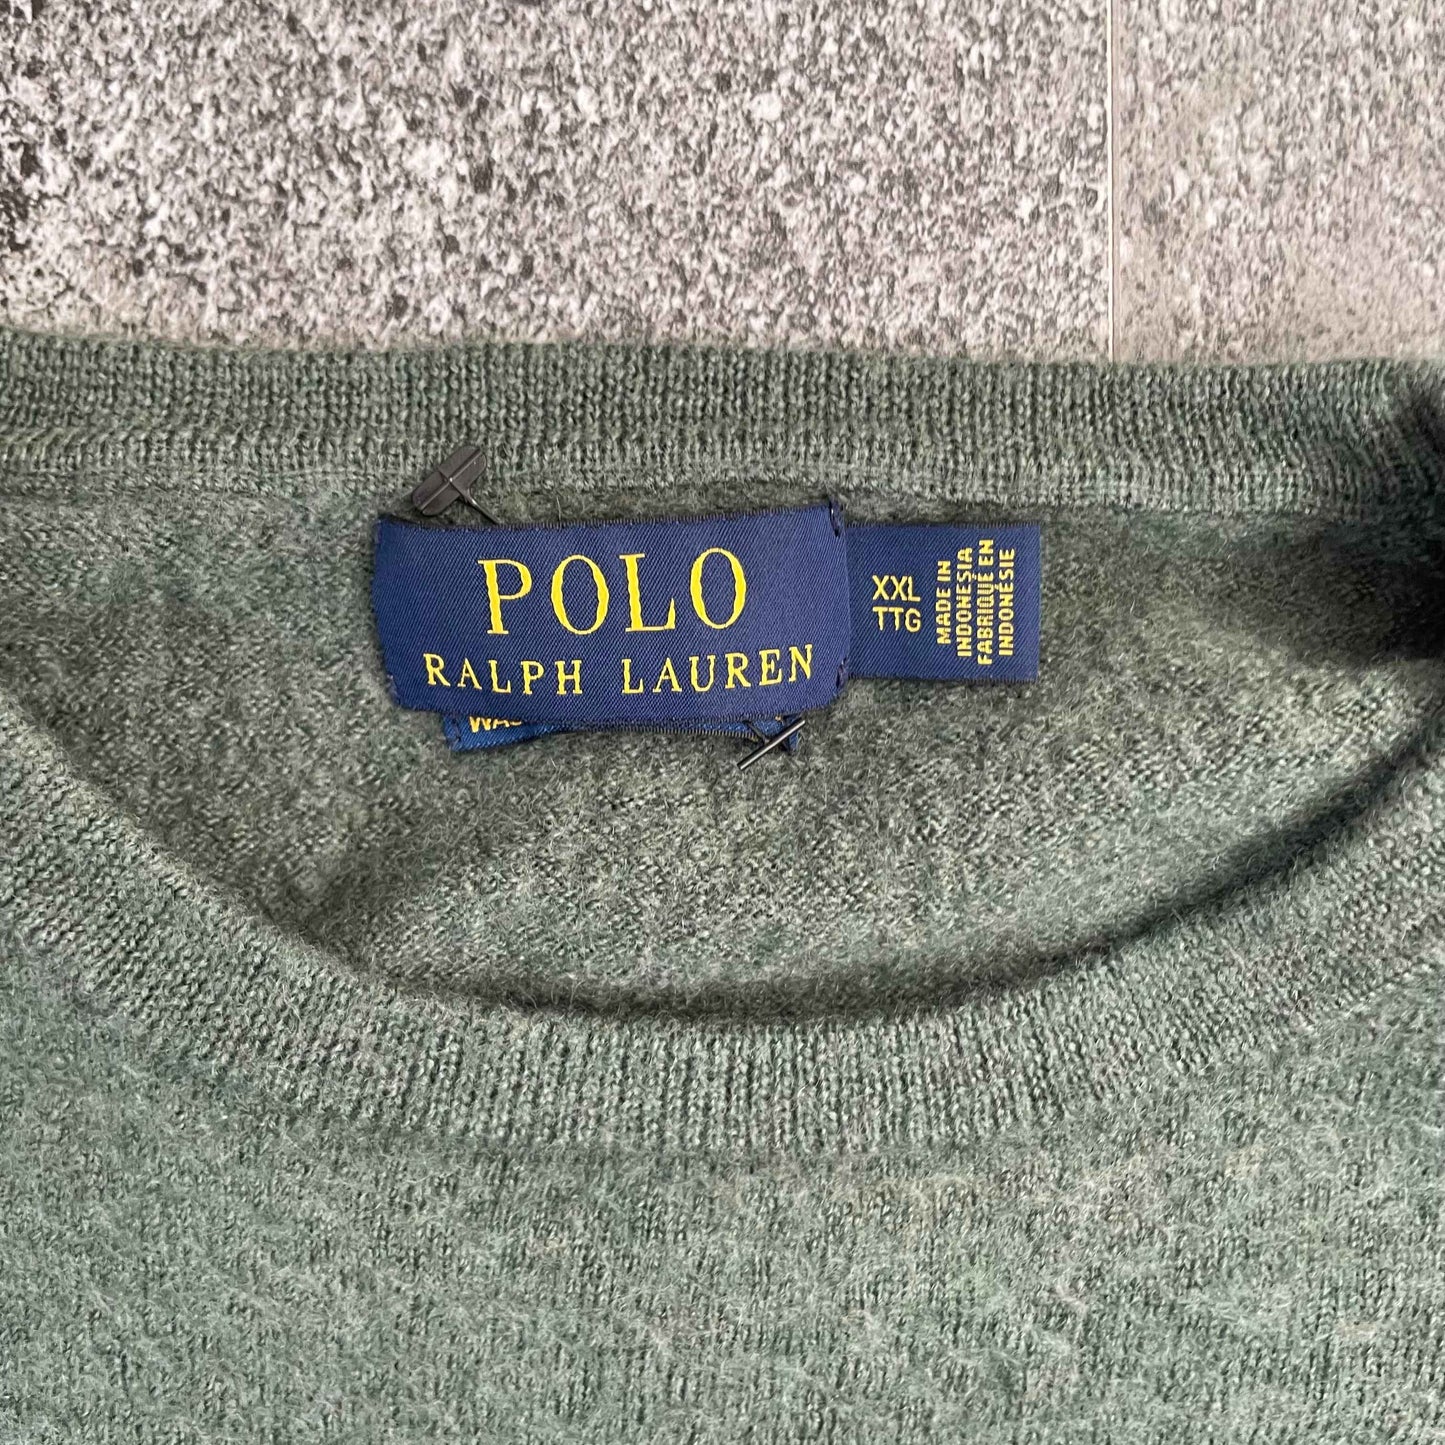 POLO
RALPH LAUREN
XXL
TTG
MADE IN
INDONESIA
FABRIQUÉ EN
INDONÉSIE